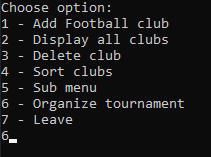 Choose option:
1 - Add Football club
2 - Display all clubs
3 - Delete club
4 - Sort clubs
5 - Sub menu
6 - Organize tournament
7 - Leave
6